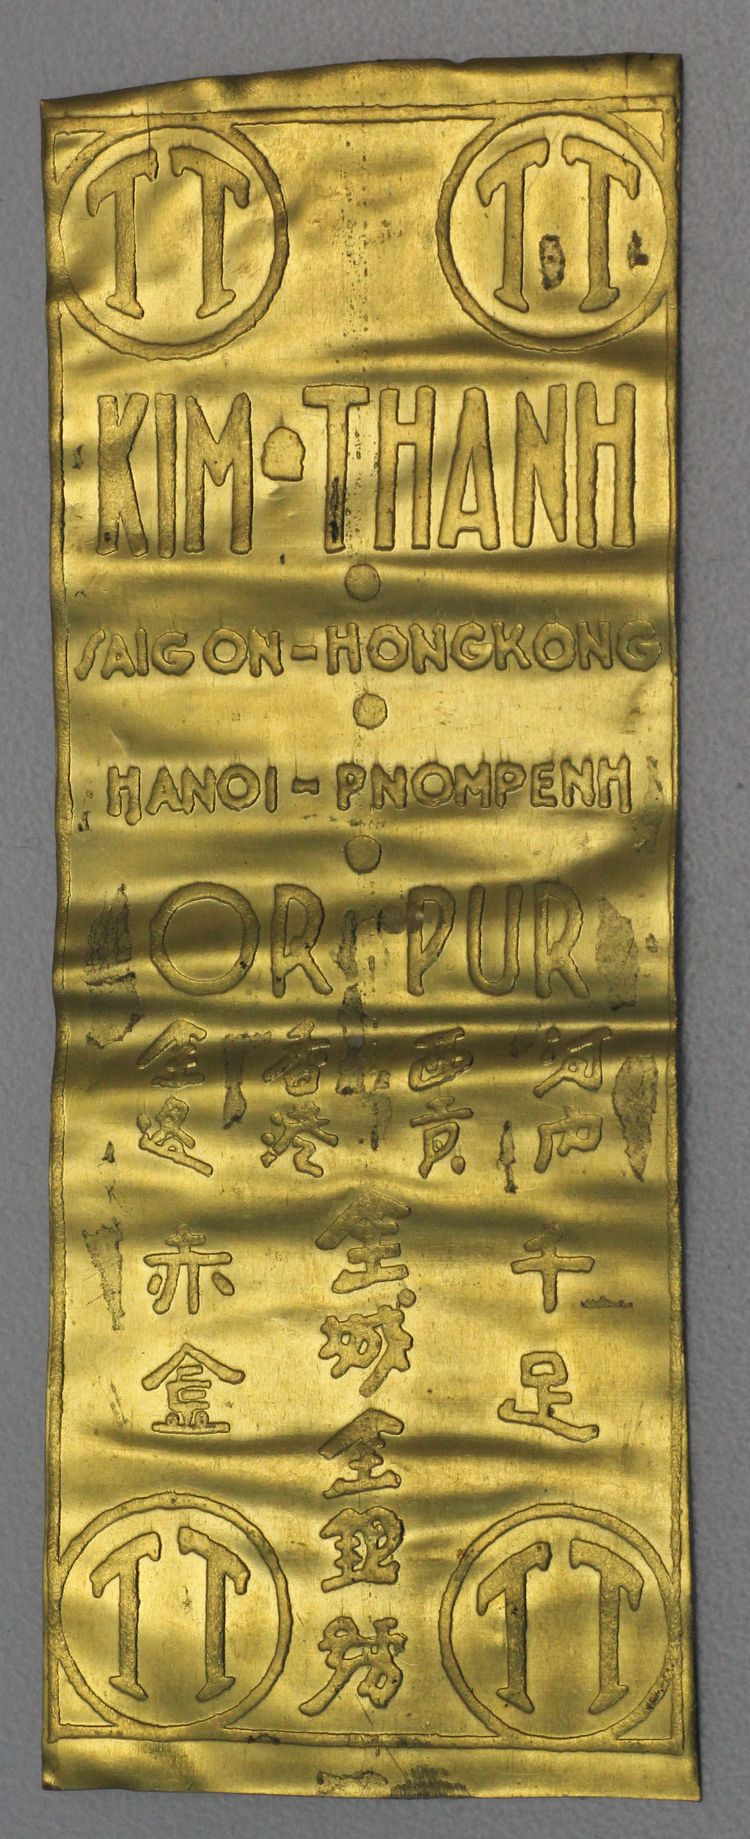 TT TT
KIM·THANH
SAIGON-HONGKONG
HANOI-PNOMPENH
OR PUR
河内
西貢
香港
金邊
千足
金城金號
赤金
TT TT